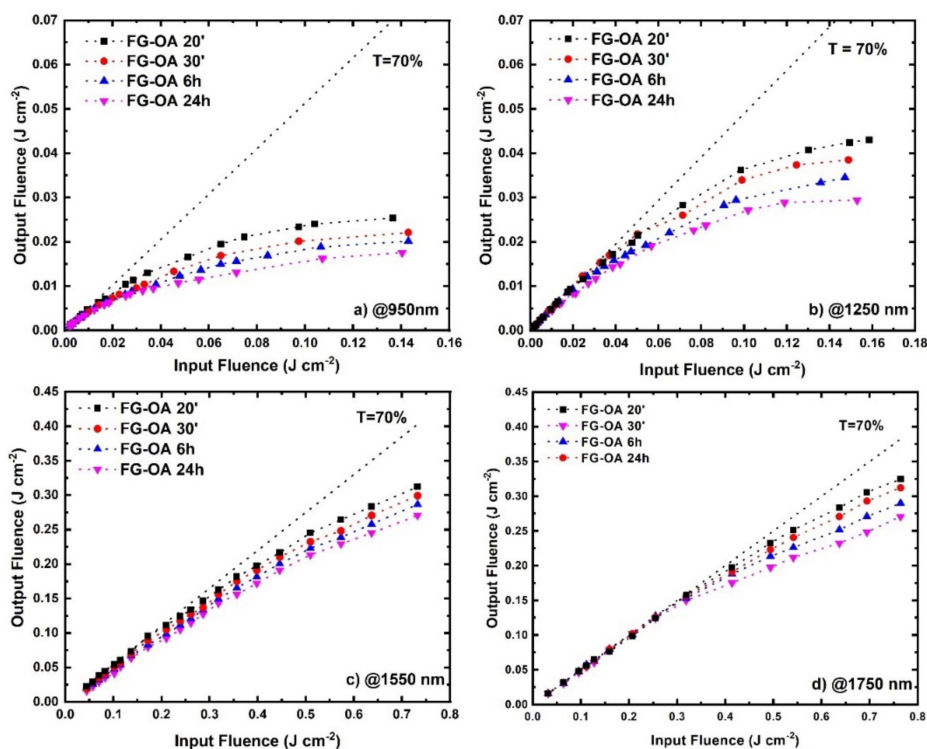 0.07
0.06
0.05
0.04
0.03
0.02
0.01
0.00
Output Fluence (J cm-2)
FG-OA 20'
FG-OA 30'
FG-OA 6h
FG-OA 24h
T=70%
a) @950nm
0.00 0.02 0.04 0.06 0.08 0.10 0.12 0.14 0.16
Input Fluence (J cm-2)
0.07
0.06
0.05
0.04
0.03
0.02
0.01
0.00
Output Fluence (J cm-2)
FG-OA 20'
FG-OA 30'
FG-OA 6h
FG-OA 24h
T = 70%
b) @1250 nm
0.00 0.02 0.04 0.06 0.08 0.10 0.12 0.14 0.16 0.18
Input Fluence (J cm-2)
0.45
0.40
0.35
0.30
0.25
0.20
0.15
0.10
0.05
0.00
Output Fluence (J cm-2)
FG-OA 20'
FG-OA 30'
FG-OA 6h
FG-OA 24h
T=70%
c) @1550 nm
0.0 0.1 0.2 0.3 0.4 0.5 0.6 0.7 0.8
Input Fluence (J cm-2)
0.45
0.40
0.35
0.30
0.25
0.20
0.15
0.10
0.05
0.00
Output Fluence (J cm-2)
FG-OA 20'
FG-OA 30'
FG-OA 6h
FG-OA 24h
T=70%
d) @1750 nm
0.0 0.1 0.2 0.3 0.4 0.5 0.6 0.7 0.8
Input Fluence (J cm-2)